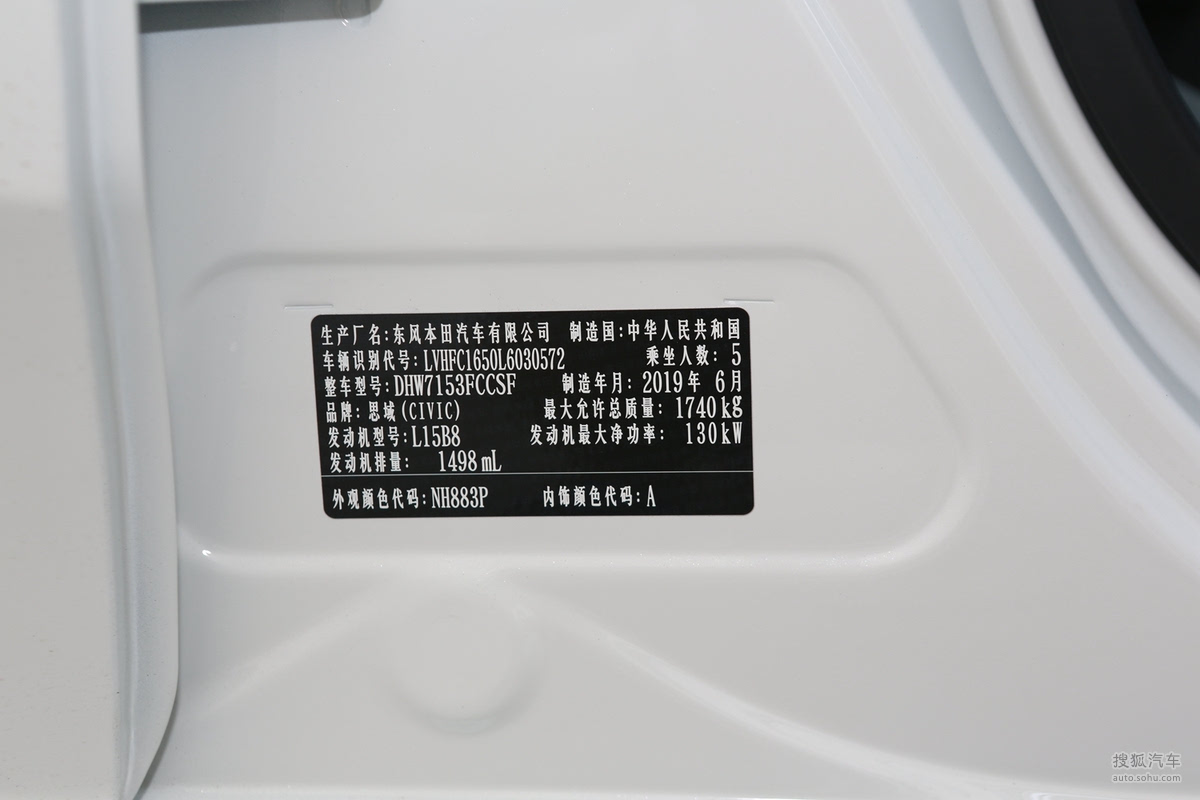 生产厂名:东风本田汽车有限公司 制造国:中华人民共和国
车辆识别代号:LVHFC1650L6030572 乘坐人数: 5
整车型号:DHW7153FCCSF 制造年月: 2019年 6月
品牌: 思域(CIVIC) 最大允许总质量: 1740kg
发动机型号:L15B8 发动机最大净功率: 130kW
发动机排量: 1498mL
外观颜色代码:NH883P 内饰颜色代码:A
搜狐汽车
auto.sohu.com